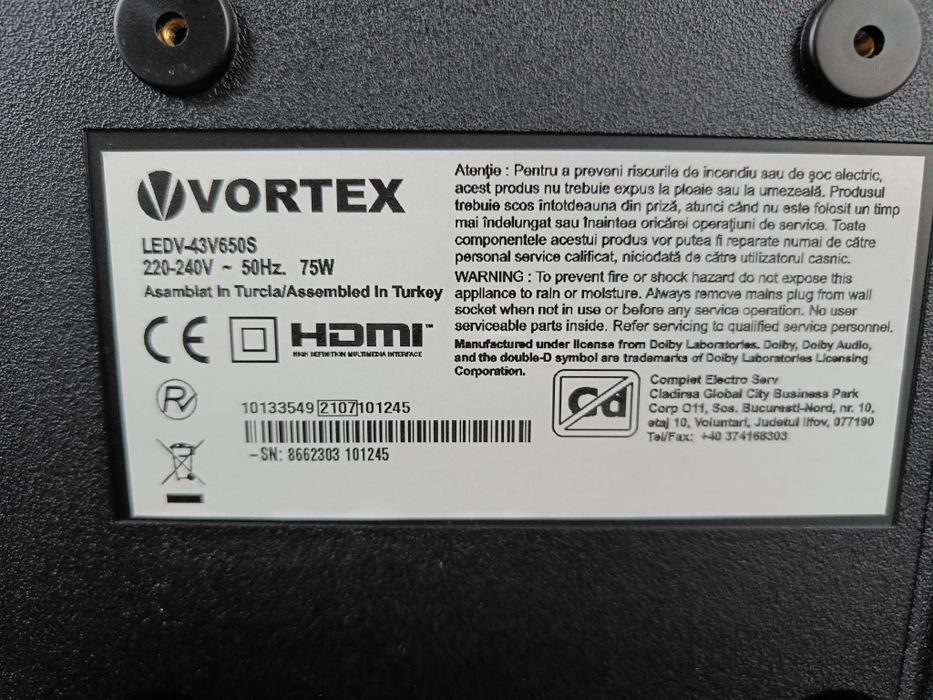 VORTEX
LEDV-43V650S
220-240V ~ 50Hz. 75W
Asamblat in Turcia/Assembled in Turkey
CE
HDMI™
HIGH DEFINITION MULTIMEDIA INTERFACE
10133549 2107 101245
-SN: 8662303 101245
Atenţie : Pentru a preveni riscurile de incendiu sau de şoc electric,
acest produs nu trebuie expus la ploaie sau la umezeală. Produsul
trebuie scos întotdeauna din priză, atunci când nu este folosit un timp
mai îndelungat sau înaintea oricărei operaţiuni de service. Toate
componentele acestui produs vor putea fi reparate numai de către
personal service calificat, niciodată de către utilizatorul casnic.
WARNING : To prevent fire or shock hazard do not expose this
appliance to rain or moisture. Always remove mains plug from wall
socket when not in use or before any service operation. No user
serviceable parts inside. Refer servicing to qualified service personnel.
Manufactured under license from Dolby Laboratories. Dolby, Dolby Audio,
and the double-D symbol are trademarks of Dolby Laboratories Licensing
Corporation.
Cd
Complet Electro Serv
Cladirea Global City Business Park
Corp O11, Sos. Bucuresti-Nord, nr. 10,
etaj 10, Voluntari, Judetul Ilfov, 077190
Tel/Fax: +40 374168303